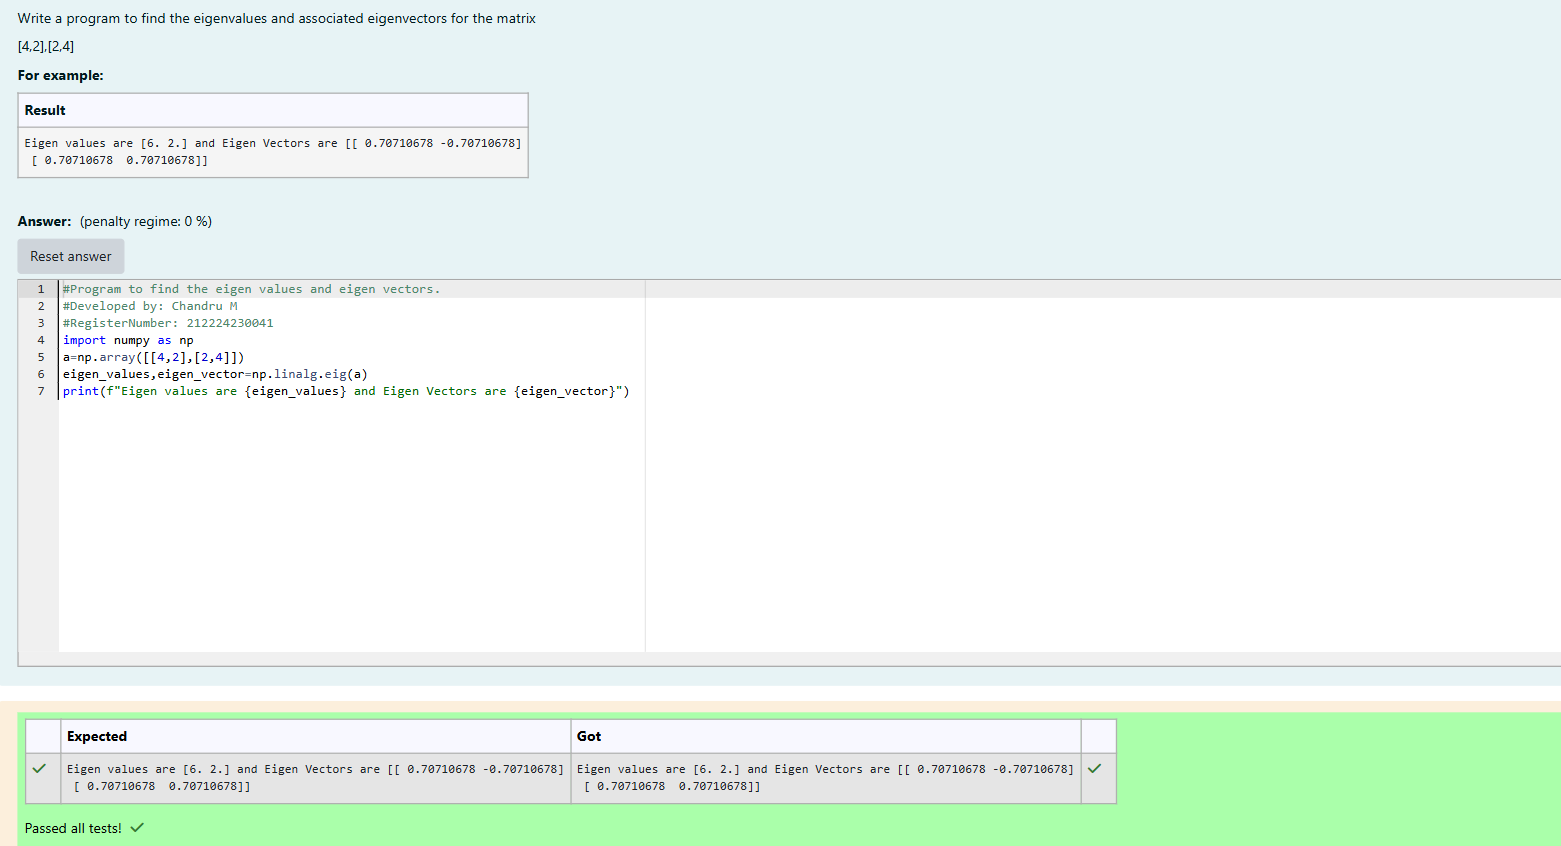 Write a program to find the eigenvalues and associated eigenvectors for the matrix
[4,2],[2,4]
For example:
Result
Eigen values are [6. 2.] and Eigen Vectors are [[ 0.70710678 -0.70710678]
[ 0.70710678  0.70710678]]
Answer: (penalty regime: 0 %)
Reset answer
1 #Program to find the eigen values and eigen vectors.
2 #Developed by: Chandru M
3 #RegisterNumber: 212224230041
4 import numpy as np
5 a=np.array([[4,2],[2,4]])
6 eigen_values,eigen_vector=np.linalg.eig(a)
7 print(f"Eigen values are {eigen_values} and Eigen Vectors are {eigen_vector}")
Expected Got
Eigen values are [6. 2.] and Eigen Vectors are [[ 0.70710678 -0.70710678] Eigen values are [6. 2.] and Eigen Vectors are [[ 0.70710678 -0.70710678]
[ 0.70710678  0.70710678]] [ 0.70710678  0.70710678]]
Passed all tests!